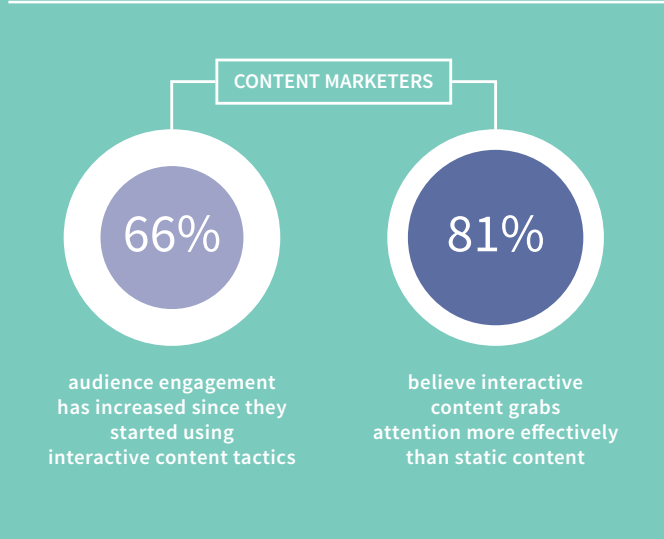 CONTENT MARKETERS
66%
audience engagement
has increased since they
started using
interactive content tactics
81%
believe interactive
content grabs
attention more effectively
than static content